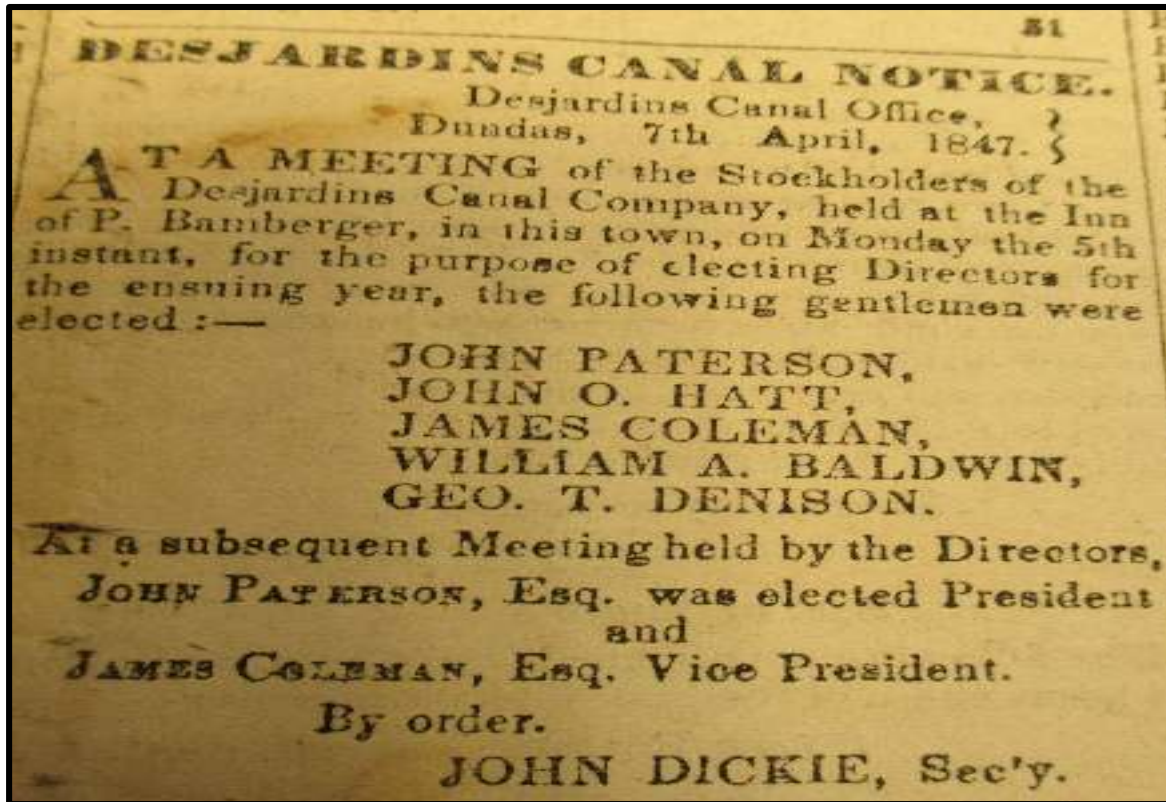 31
DESJARDINS CANAL NOTICE.
Desjardins Canal Office,
Dundas, 7th April, 1847.
AT A MEETING of the Stockholders of the
Desjardins Canal Company, held at the Inn
of P. Bamberger, in this town, on Monday the 5th
instant, for the purpose of electing Directors for
the ensuing year, the following gentlemen were
elected :—
JOHN PATERSON,
JOHN O. HATT,
JAMES COLEMAN,
WILLIAM A. BALDWIN,
GEO. T. DENISON.
At a subsequent Meeting held by the Directors,
JOHN PATERSON, Esq. was elected President
and
JAMES COLEMAN, Esq. Vice President.
By order.
JOHN DICKIE, Sec'y.